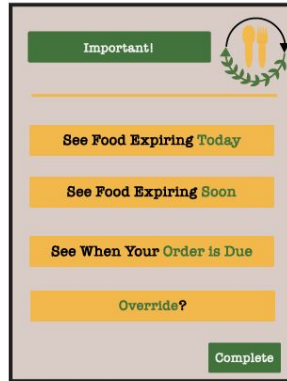 Important!
See Food Expiring Today
See Food Expiring Soon
See When Your Order is Due
Override?
Complete